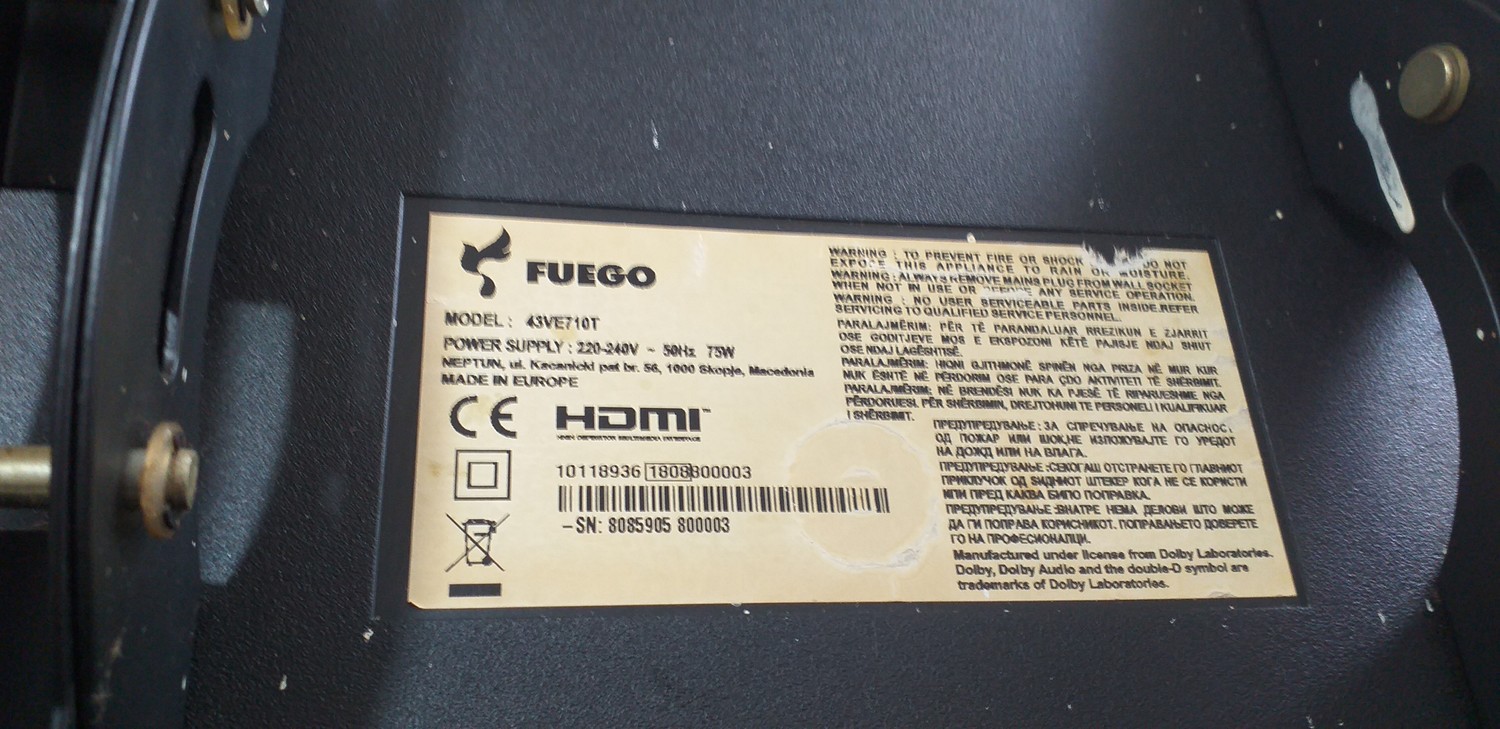 FUEGO
MODEL : 43VE710T
POWER SUPPLY : 220-240V ~ 50Hz 75W
NEPTUN, ul. Kacanicki pat br. 56, 1000 Skopje, Macedonia
MADE IN EUROPE
CE HDMI™
HIGH DEFINITION MULTIMEDIA INTERFACE
10118936 1808800003
–SN: 8085905 800003
WARNING : TO PREVENT FIRE OR SHOCK DO NOT
EXPOSE THIS APPLIANCE TO RAIN OR MOISTURE.
WARNING : ALWAYS REMOVE MAINS PLUG FROM WALL SOCKET
WHEN NOT IN USE OR BEFORE ANY SERVICE OPERATION.
WARNING : NO USER SERVICEABLE PARTS INSIDE.REFER
SERVICING TO QUALIFIED SERVICE PERSONNEL.
PARALAJMËRIM: PËR TË PARANDALUAR RREZIKUN E ZJARRIT
OSE GODITJEVE MOS E EKSPOZONI KËTË PAJISJE NDAJ SHIUT
OSE NDAJ LAGËSHTISË.
PARALAJMËRIM: HIQNI GJITHMONË SPINËN NGA PRIZA NË MUR KUR
NUK ËSHTË NË PËRDORIM OSE PARA ÇDO AKTIVITETI TË SHËRBIMIT.
PARALAJMËRIM: NË BRENDËSI NUK KA PJESË TË RIPARUESHME NGA
PËRDORUESI. PËR SHËRBIMIN, DREJTOHUNI TE PERSONELI I KUALIFIKUAR
I SHËRBIMIT.
ПРЕДУПРЕДУВАЊЕ : ЗА СПРЕЧУВАЊЕ НА ОПАСНОС.
ОД ПОЖАР ИЛИ ШОК,НЕ ИЗЛОЖУВАЈТЕ ГО УРЕДОТ
НА ДОЖД ИЛИ НА ВЛАГА.
ПРЕДУПРЕДУВАЊЕ :СЕКОГАШ ОТСТРАНЕТЕ ГО ГЛАВНИОТ
ПРИКЛУЧОК ОД ЅИДНИОТ ШТЕКЕР КОГА НЕ СЕ КОРИСТИ
ИЛИ ПРЕД КАКВА БИЛО ПОПРАВКА.
ПРЕДУПРЕДУВАЊЕ :ВНАТРЕ НЕМА ДЕЛОВИ ШТО МОЖЕ
ДА ГИ ПОПРАВА КОРИСНИКОТ. ПОПРАВАЊЕТО ДОВЕРЕТЕ
ГО НА ПРОФЕСИОНАЛЦИ.
Manufactured under license from Dolby Laboratories.
Dolby, Dolby Audio and the double-D symbol are
trademarks of Dolby Laboratories.